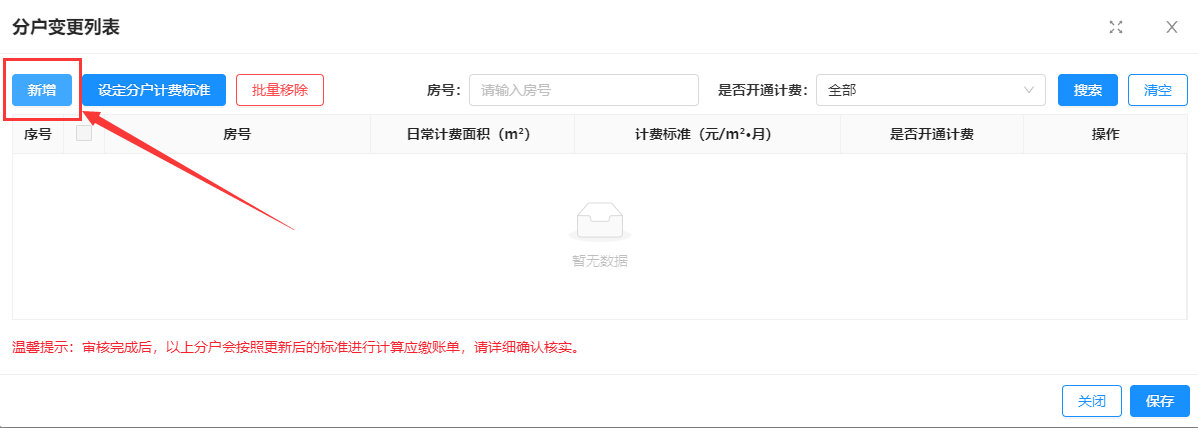 分户变更列表
新增 设定分户计费标准 批量移除 房号: 请输入房号 是否开通计费: 全部 搜索 清空
序号 房号 日常计费面积（m²） 计费标准（元/m²•月） 是否开通计费 操作
暂无数据
温馨提示：审核完成后，以上分户会按照更新后的标准进行计算应缴账单，请详细确认核实。
关闭 保存